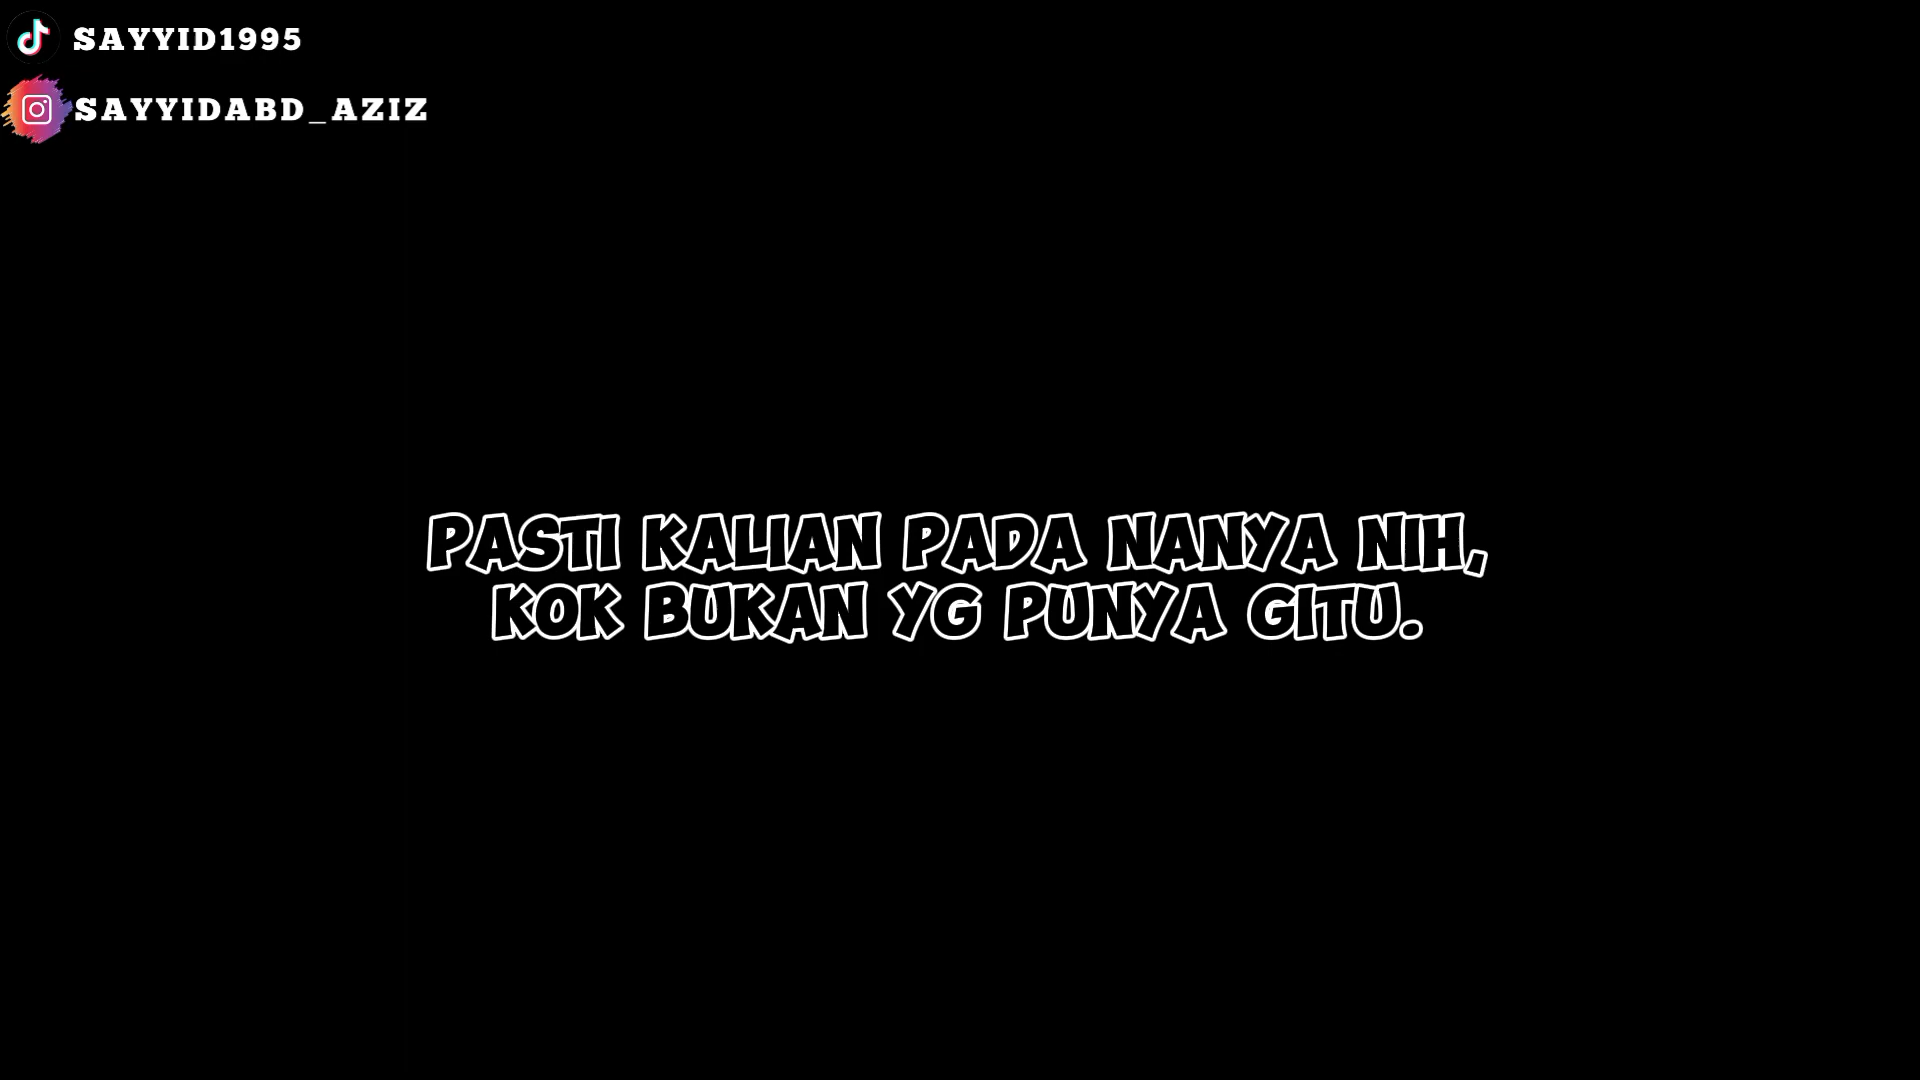 SAYYID1995
SAYYIDABD_AZIZ
PASTI KALIAN PADA NANYA NIH,
KOK BUKAN YG PUNYA GITU.